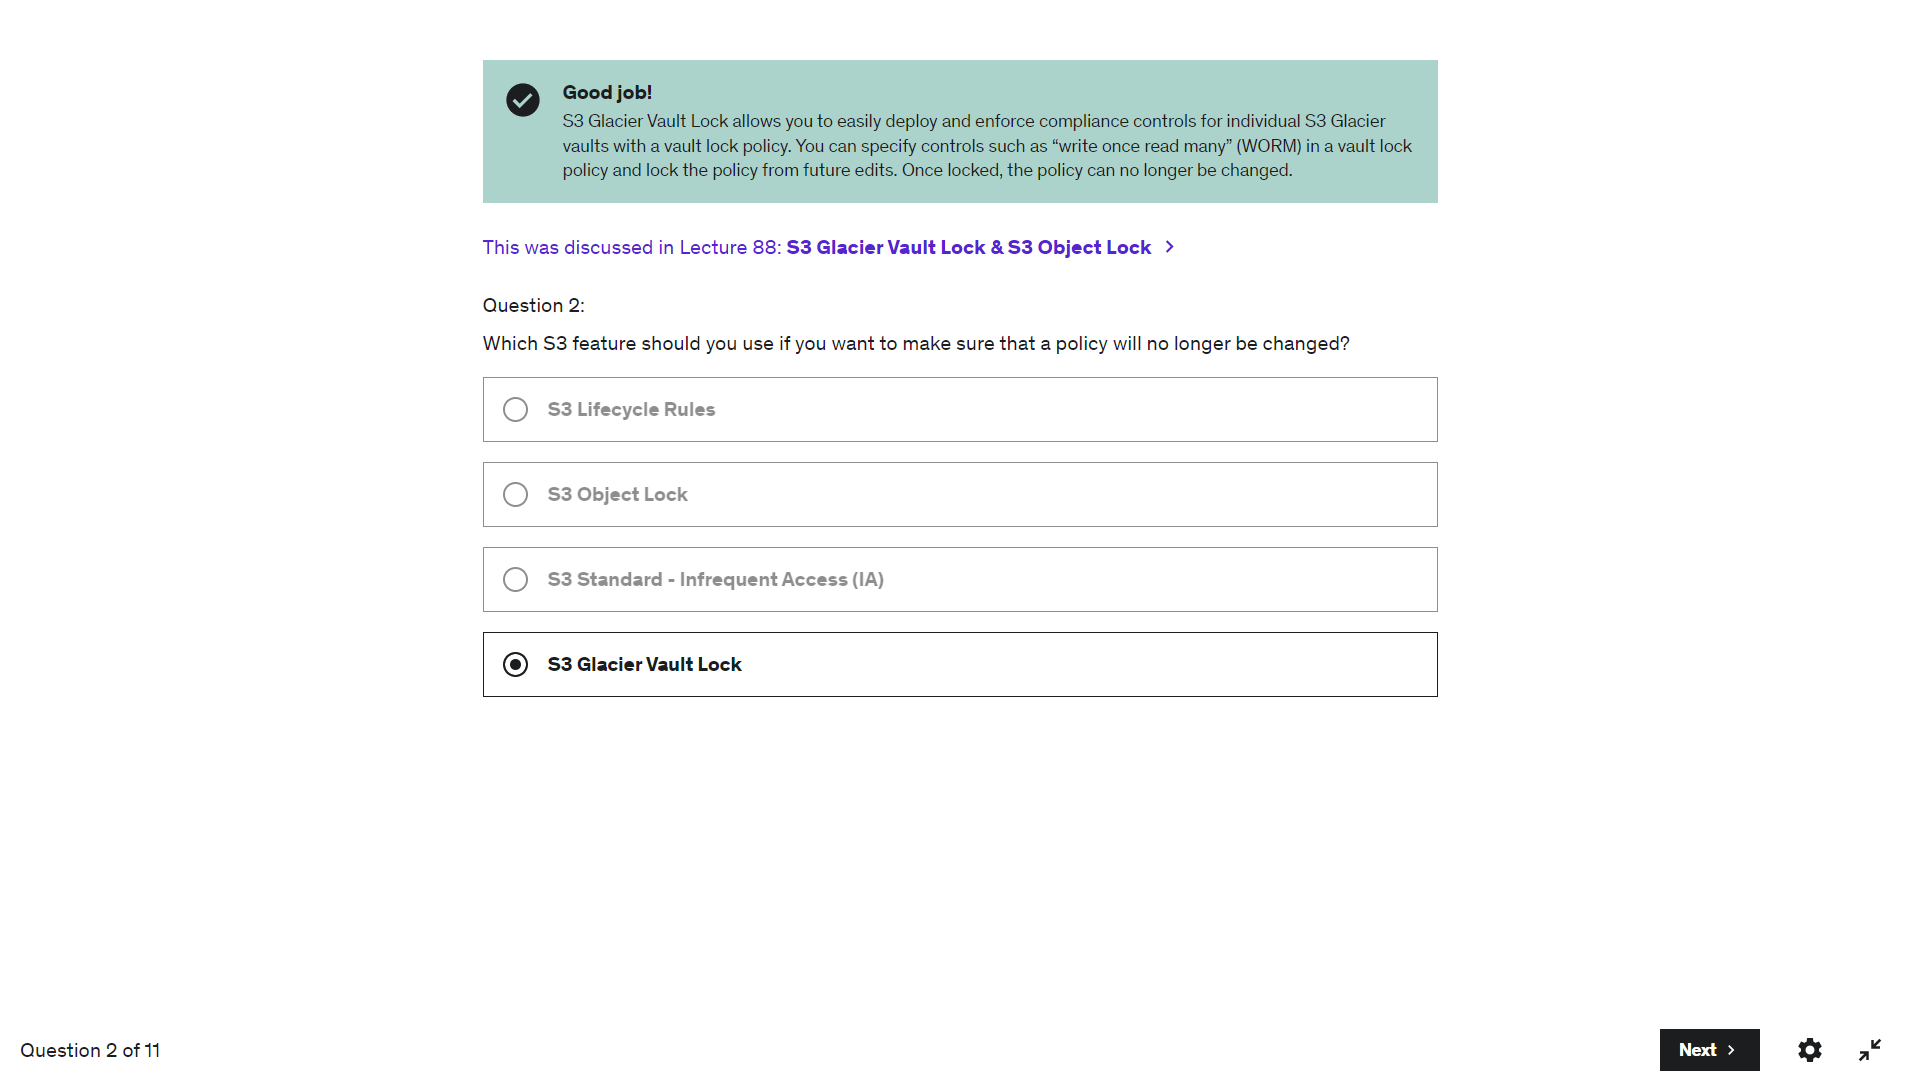 Good job!
S3 Glacier Vault Lock allows you to easily deploy and enforce compliance controls for individual S3 Glacier
vaults with a vault lock policy. You can specify controls such as “write once read many” (WORM) in a vault lock
policy and lock the policy from future edits. Once locked, the policy can no longer be changed.
This was discussed in Lecture 88: S3 Glacier Vault Lock & S3 Object Lock
Question 2:
Which S3 feature should you use if you want to make sure that a policy will no longer be changed?
S3 Lifecycle Rules
S3 Object Lock
S3 Standard - Infrequent Access (IA)
S3 Glacier Vault Lock
Question 2 of 11
Next